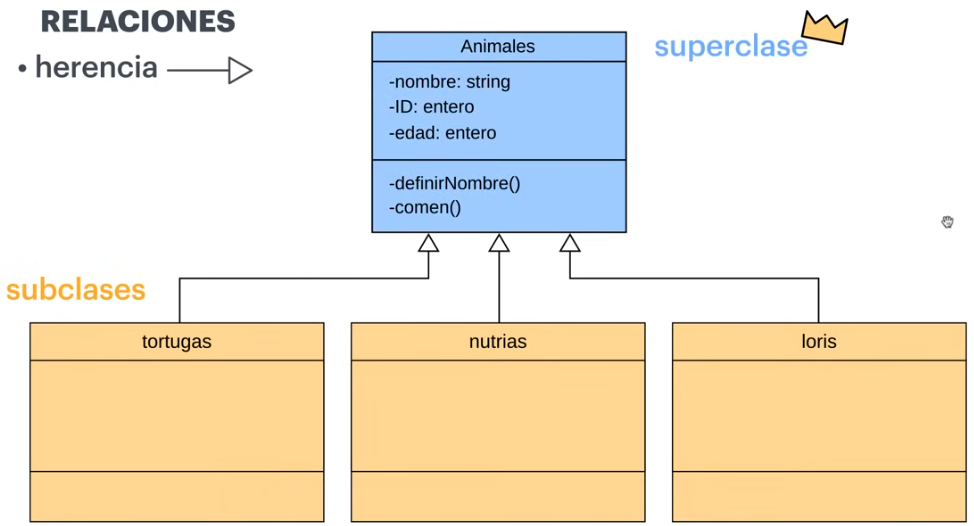 RELACIONES
• herencia
Animales
superclase
-nombre: string
-ID: entero
-edad: entero
-definirNombre()
-comen()
subclases
tortugas
nutrias
loris